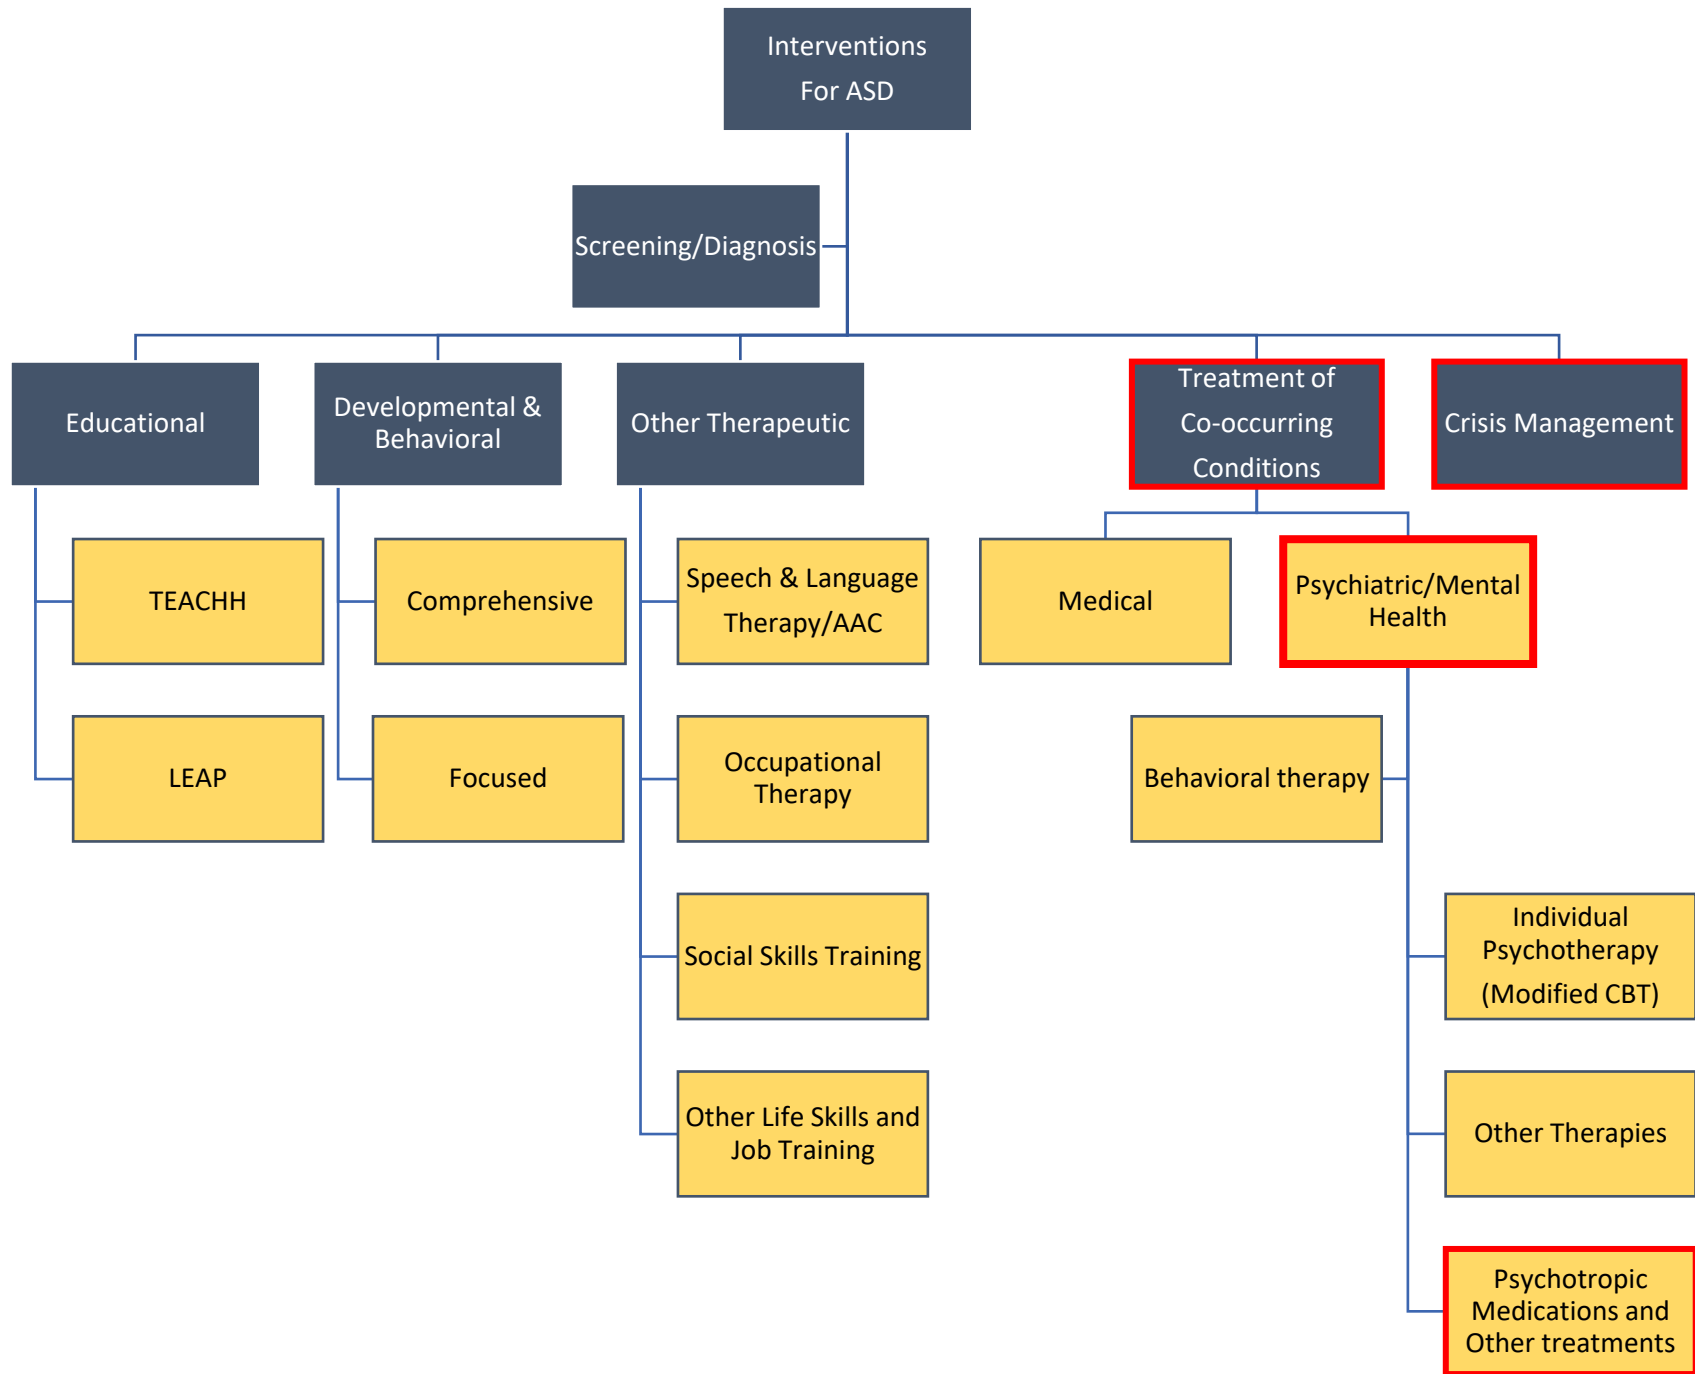 Interventions
For ASD
Screening/Diagnosis
Educational
Developmental &
Behavioral
Other Therapeutic
Treatment of
Co-occurring
Conditions
Crisis Management
TEACHH
Comprehensive
Speech & Language
Therapy/AAC
Medical
Psychiatric/Mental
Health
LEAP
Focused
Occupational
Therapy
Behavioral therapy
Social Skills Training
Individual
Psychotherapy
(Modified CBT)
Other Life Skills and
Job Training
Other Therapies
Psychotropic
Medications and
Other treatments